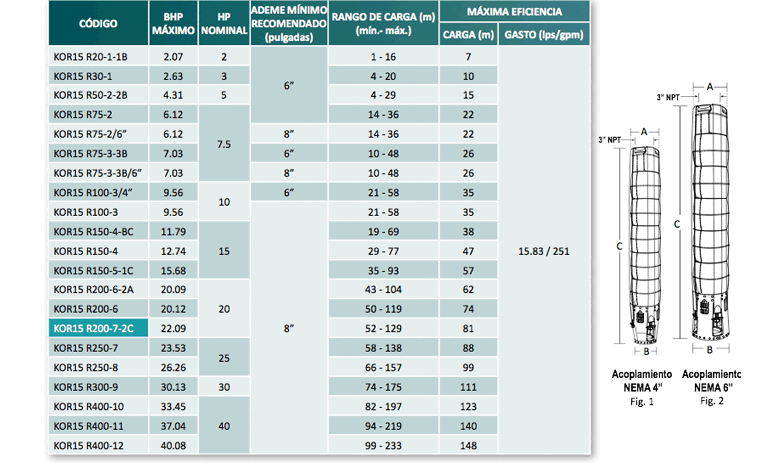 CÓDIGO BHP MÁXIMO HP NOMINAL ADEME MÍNIMO RECOMENDADO (pulgadas) RANGO DE CARGA (m) (mín.- máx.) MÁXIMA EFICIENCIA
CARGA (m) GASTO (lps/gpm)
KOR15 R20-1-1B 2.07 2 6” 1 - 16 7 15.83 / 251
KOR15 R30-1 2.63 3 4 - 20 10
KOR15 R50-2-2B 4.31 5 4 - 29 15
KOR15 R75-2 6.12 7.5 14 - 36 22
KOR15 R75-2/6” 6.12 8” 14 - 36 22
KOR15 R75-3-3B 7.03 6” 10 - 48 26
KOR15 R75-3-3B/6” 7.03 8” 10 - 48 26
KOR15 R100-3/4” 9.56 10 6” 21 - 58 35
KOR15 R100-3 9.56 8” 21 - 58 35
KOR15 R150-4-BC 11.79 15 19 - 69 38
KOR15 R150-4 12.74 29 - 77 47
KOR15 R150-5-1C 15.68 35 - 93 57
KOR15 R200-6-2A 20.09 20 43 - 104 62
KOR15 R200-6 20.12 50 - 119 74
KOR15 R200-7-2C 22.09 52 - 129 81
KOR15 R250-7 23.53 25 58 - 138 88
KOR15 R250-8 26.26 66 - 157 99
KOR15 R300-9 30.13 30 74 - 175 111
KOR15 R400-10 33.45 40 82 - 197 123
KOR15 R400-11 37.04 94 - 219 140
KOR15 R400-12 40.08 99 - 233 148
A
3” NPT
C
B
Acoplamiento
NEMA 4”
Fig. 1
A
3” NPT
C
B
Acoplamiento
NEMA 6”
Fig. 2